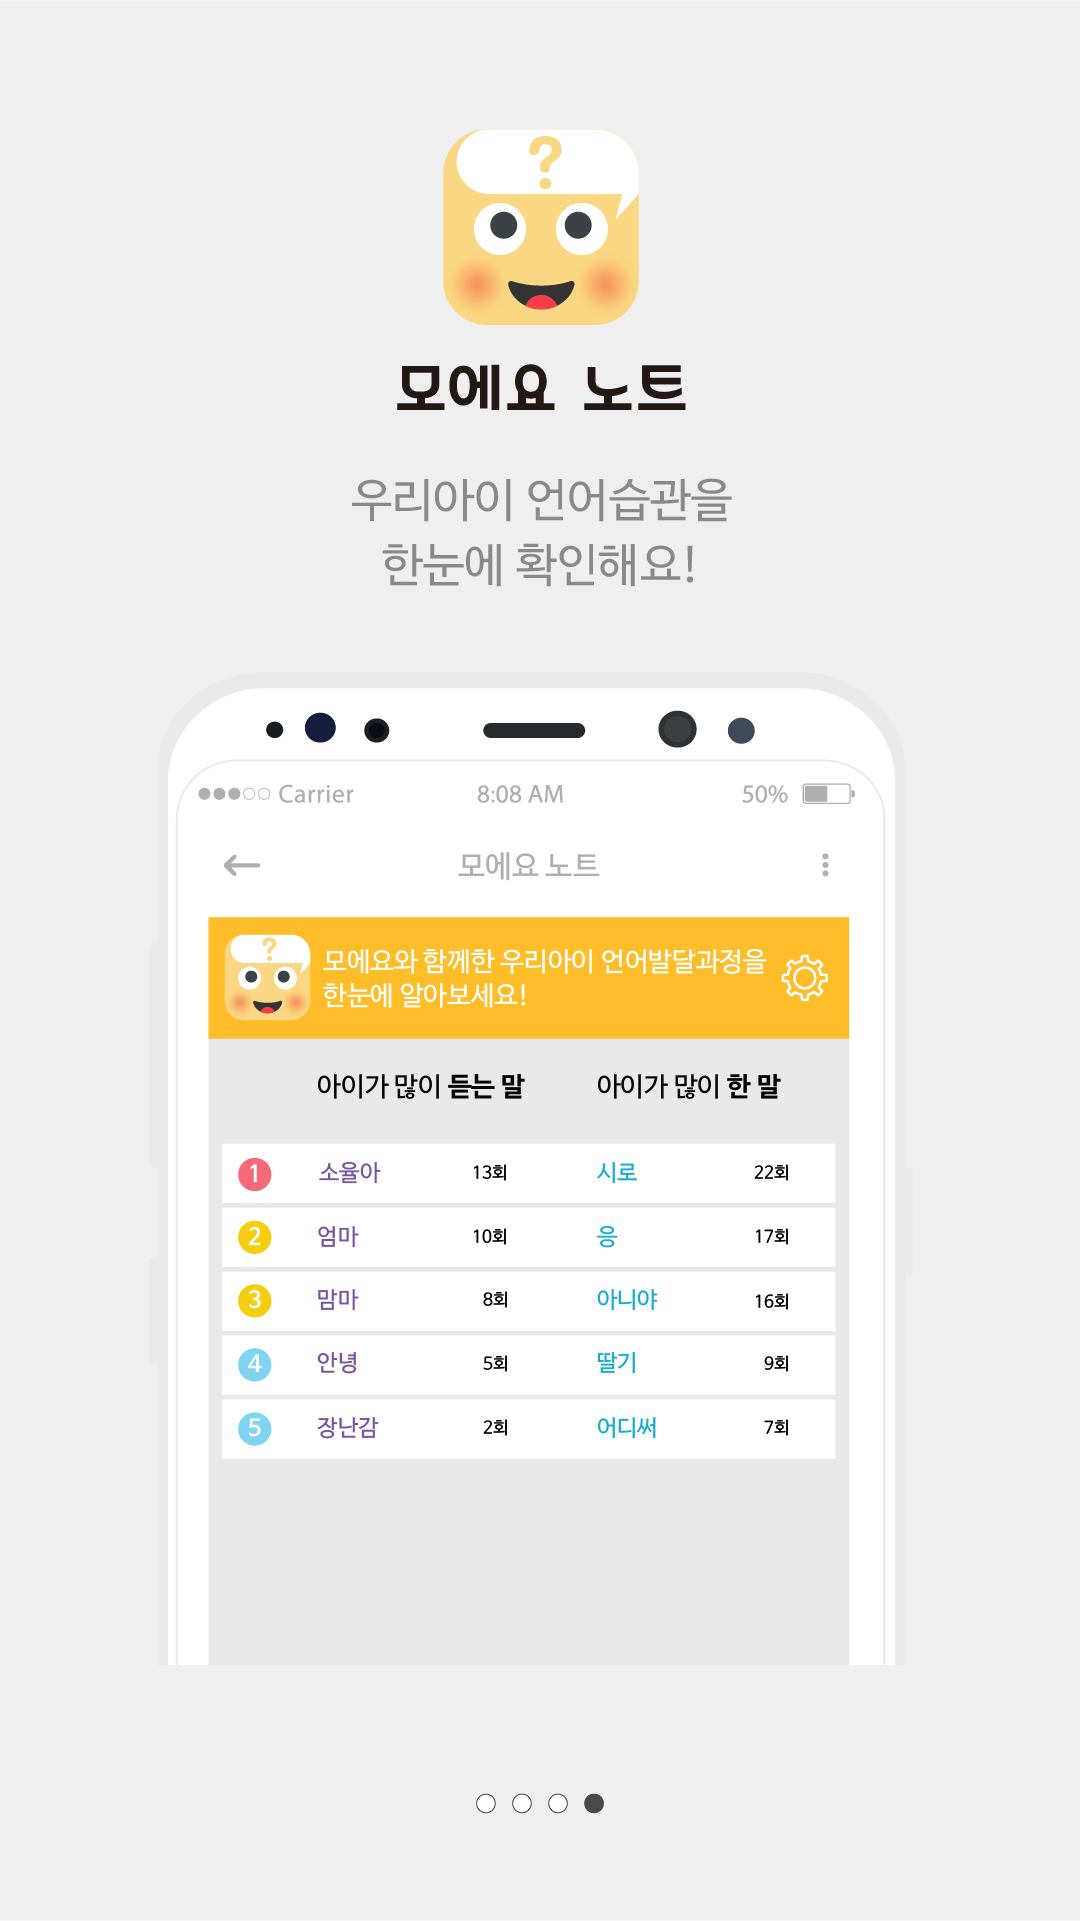 ?
모에요 노트
우리아이 언어습관을
한눈에 확인해요!
Carrier 8:08 AM 50%
모에요 노트
?
모에요와 함께한 우리아이 언어발달과정을
한눈에 알아보세요!
아이가 많이 듣는 말 아이가 많이 한 말
1 소율아 13회 시로 22회
2 엄마 10회 응 17회
3 맘마 8회 아니야 16회
4 안녕 5회 딸기 9회
5 장난감 2회 어디써 7회